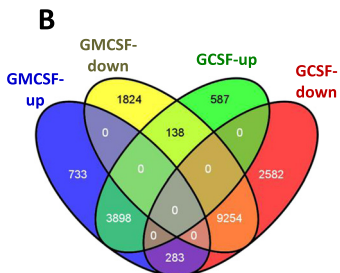 B
GMCSF-
down
GCSF-up
GMCSF-
up
GCSF-
down
1824
587
0
138
0
733
0
0
2582
3898
0
9254
0
0
283